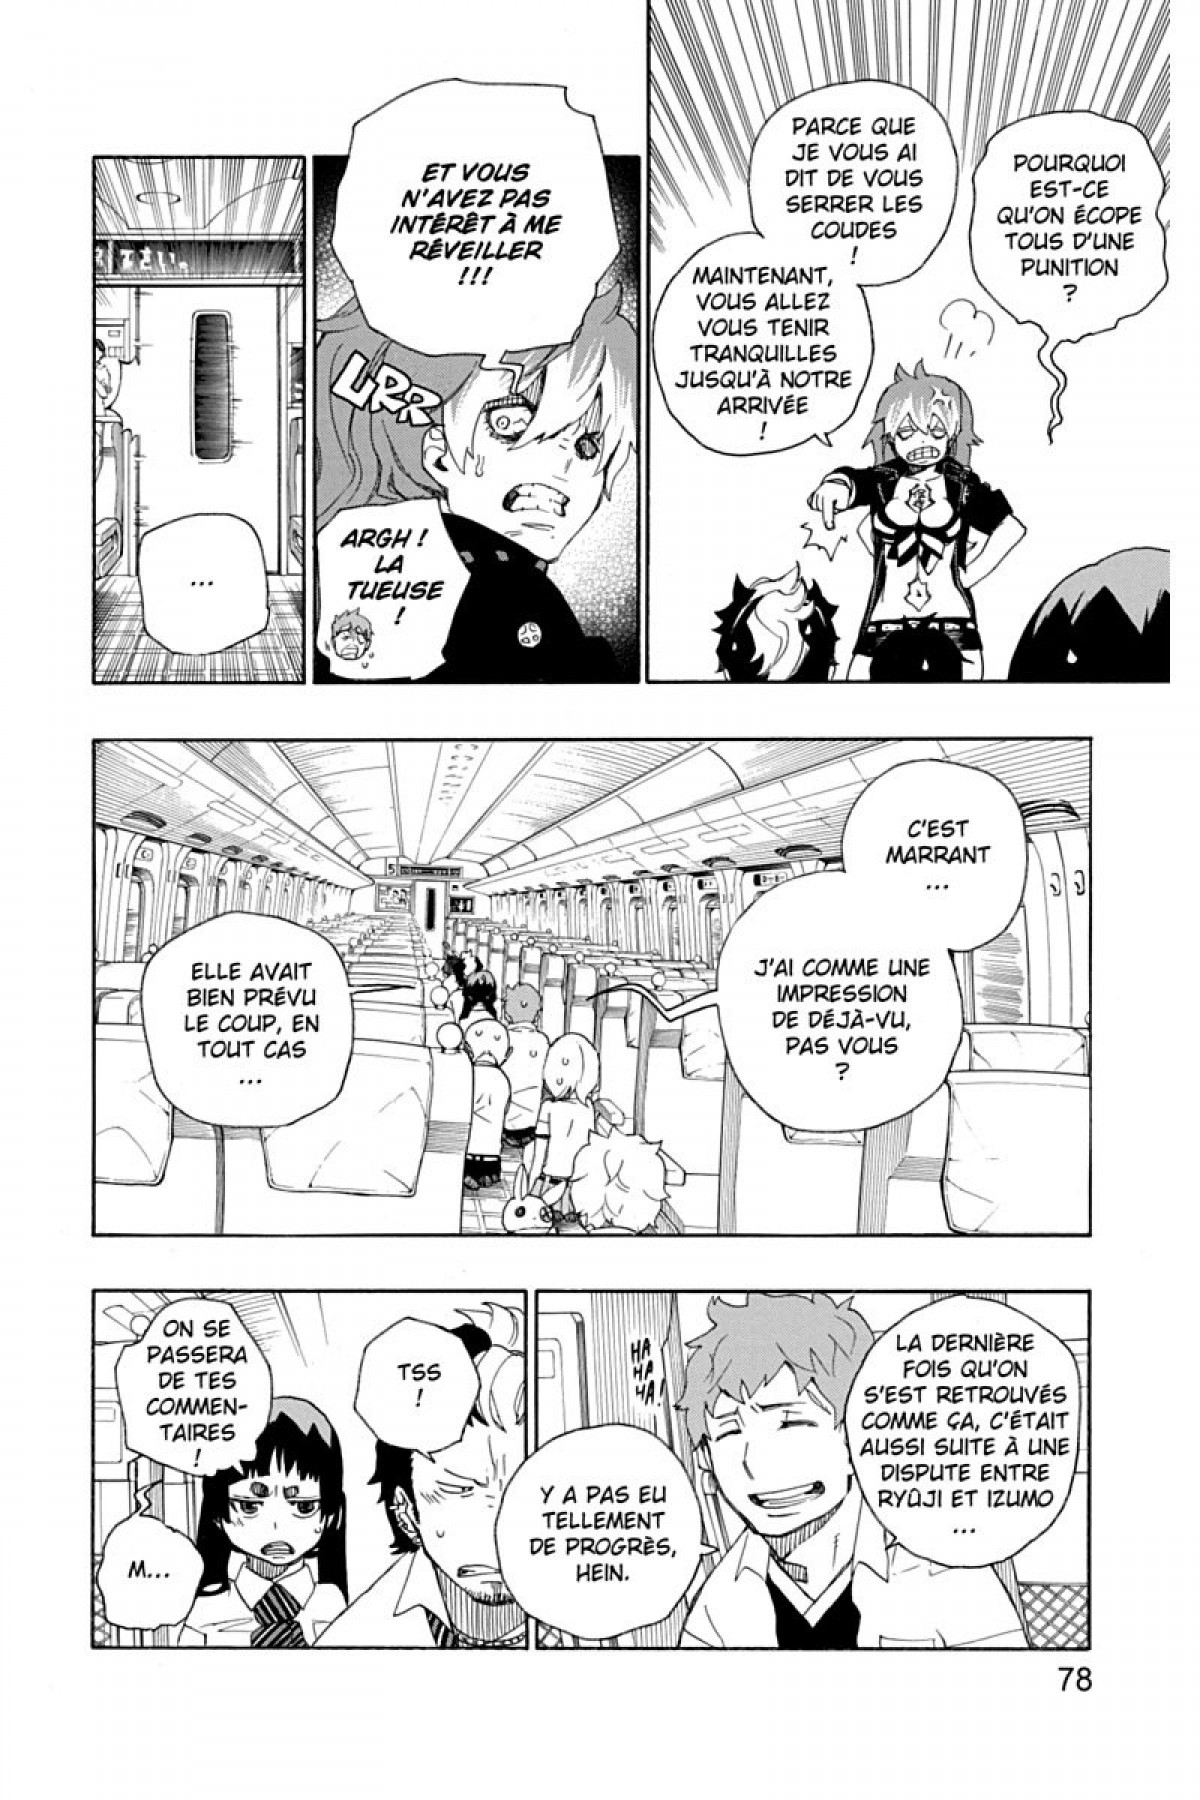 POURQUOI
EST-CE
QU'ON ÉCOPE
TOUS D'UNE
PUNITION
?
PARCE QUE
JE VOUS AI
DIT DE VOUS
SERRER LES
COUDES
!
MAINTENANT,
VOUS ALLEZ
VOUS TENIR
TRANQUILLES
JUSQU'À NOTRE
ARRIVÉE
!
ET VOUS
N'AVEZ PAS
INTÉRÊT À ME
RÉVEILLER
!!!
URR
ARGH !
LA
TUEUSE
!
...
C'EST
MARRANT
...
J'AI COMME UNE
IMPRESSION
DE DÉJÀ-VU,
PAS VOUS
?
5
ELLE AVAIT
BIEN PRÉVU
LE COUP, EN
TOUT CAS
...
LA DERNIÈRE
FOIS QU'ON
S'EST RETROUVÉS
COMME ÇA, C'ÉTAIT
AUSSI SUITE À UNE
DISPUTE ENTRE
RYÛJI ET IZUMO
...
HA
HA
HA!
Y A PAS EU
TELLEMENT
DE PROGRÈS,
HEIN.
TSS
!
ON SE
PASSERA
DE TES
COMMEN-
TAIRES
!
M...
78